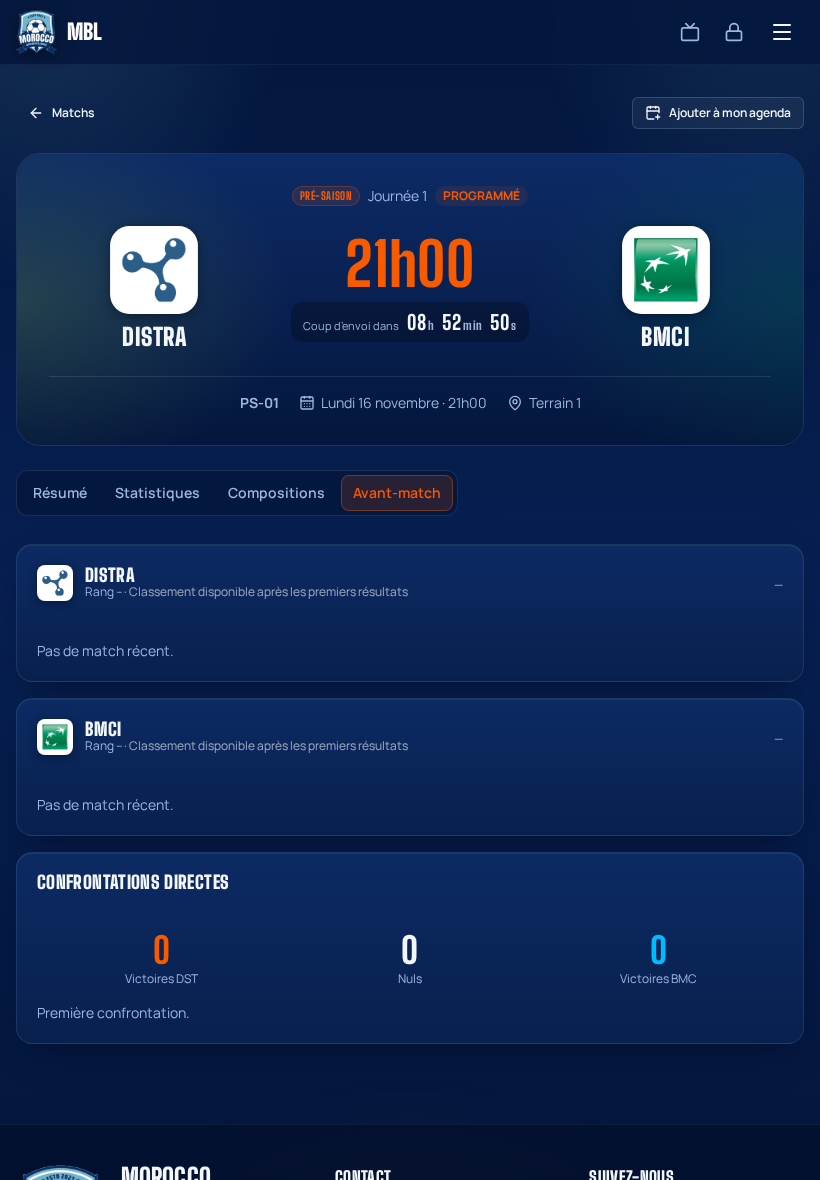 MOROCCO
MBL
Matchs
Ajouter à mon agenda
PRÉ-SAISON Journée 1 PROGRAMMÉ
21h00
Coup d'envoi dans 08h 52min 50s
DISTRA
BMCI
PS-01 Lundi 16 novembre · 21h00 Terrain 1
Résumé Statistiques Compositions Avant-match
DISTRA
Rang – · Classement disponible après les premiers résultats
–
Pas de match récent.
BMCI
Rang – · Classement disponible après les premiers résultats
–
Pas de match récent.
CONFRONTATIONS DIRECTES
0 0 0
Victoires DST Nuls Victoires BMC
Première confrontation.
MOROCCO CONTACT SUIVEZ-NOUS